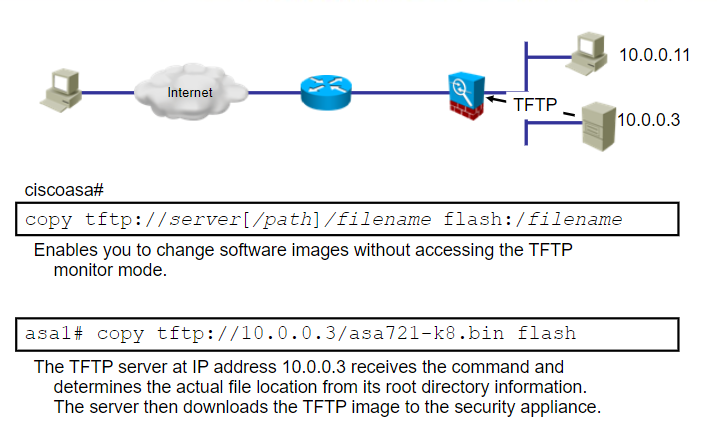 10.0.0.11
Internet
TFTP
10.0.0.3
ciscoasa#
copy tftp://server[/path]/filename flash:/filename
Enables you to change software images without accessing the TFTP
monitor mode.
asa1# copy tftp://10.0.0.3/asa721-k8.bin flash
The TFTP server at IP address 10.0.0.3 receives the command and
determines the actual file location from its root directory information.
The server then downloads the TFTP image to the security appliance.